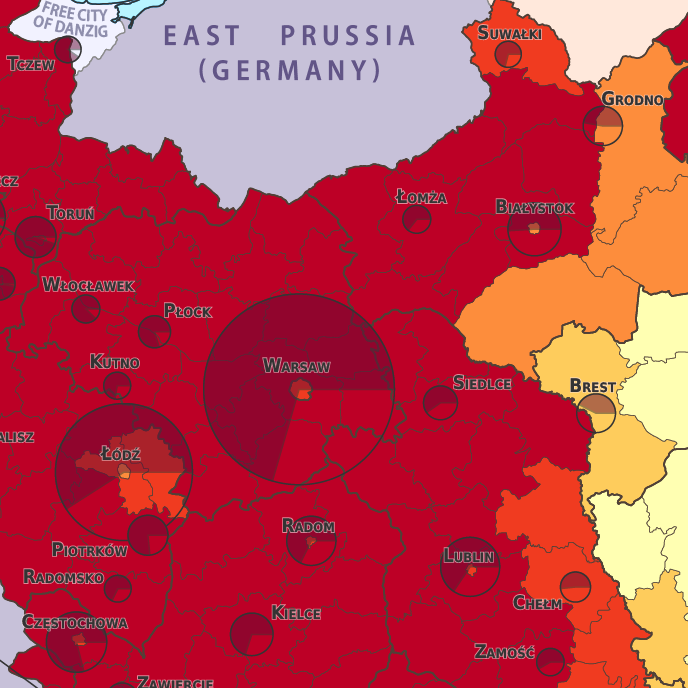 FREE CITY
OF DANZIG
EAST PRUSSIA
(GERMANY)
SUWAŁKI
TCZEW
GRODNO
CZ
ŁOMŻA
BIAŁYSTOK
TORUŃ
WŁOCŁAWEK
PŁOCK
KUTNO
WARSAW
SIEDLCE
BREST
ALISZ
ŁÓDŹ
RADOM
PIOTRKÓW
LUBLIN
RADOMSKO
CHEŁM
KIELCE
CZĘSTOCHOWA
ZAMOŚĆ
ZAWIERCIE